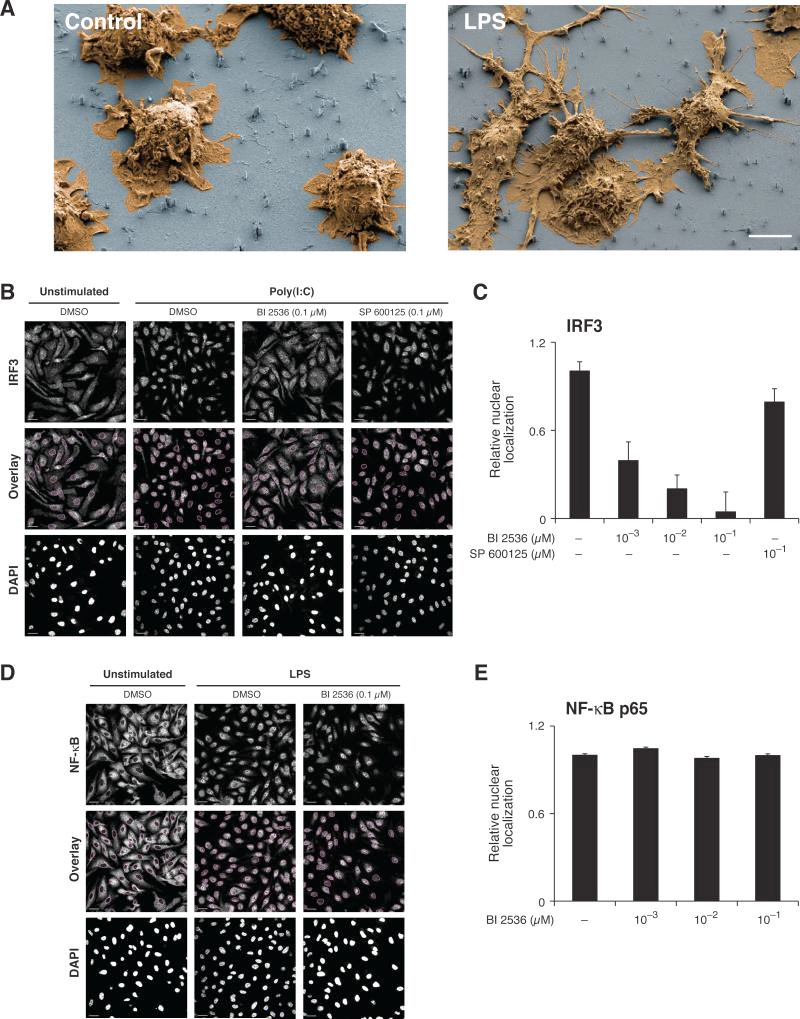 A
Control
LPS
B
Unstimulated
Poly(I:C)
DMSO
DMSO
BI 2536 (0.1 μM)
SP 600125 (0.1 μM)
IRF3
Overlay
DAPI
C
IRF3
Relative nuclear
localization
1.2
0.6
0
BI 2536 (μM) – 10⁻³ 10⁻² 10⁻¹ –
SP 600125 (μM) – – – – 10⁻¹
D
Unstimulated
LPS
DMSO
DMSO
BI 2536 (0.1 μM)
NF-κB
Overlay
DAPI
E
NF-κB p65
Relative nuclear
localization
1.2
0.6
0
BI 2536 (μM) – 10⁻³ 10⁻² 10⁻¹